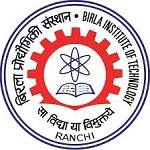 बिरला प्रौद्योगिकी संस्थान
BIRLA INSTITUTE OF TECHNOLOGY
सा विद्या या विमुक्तये
RANCHI